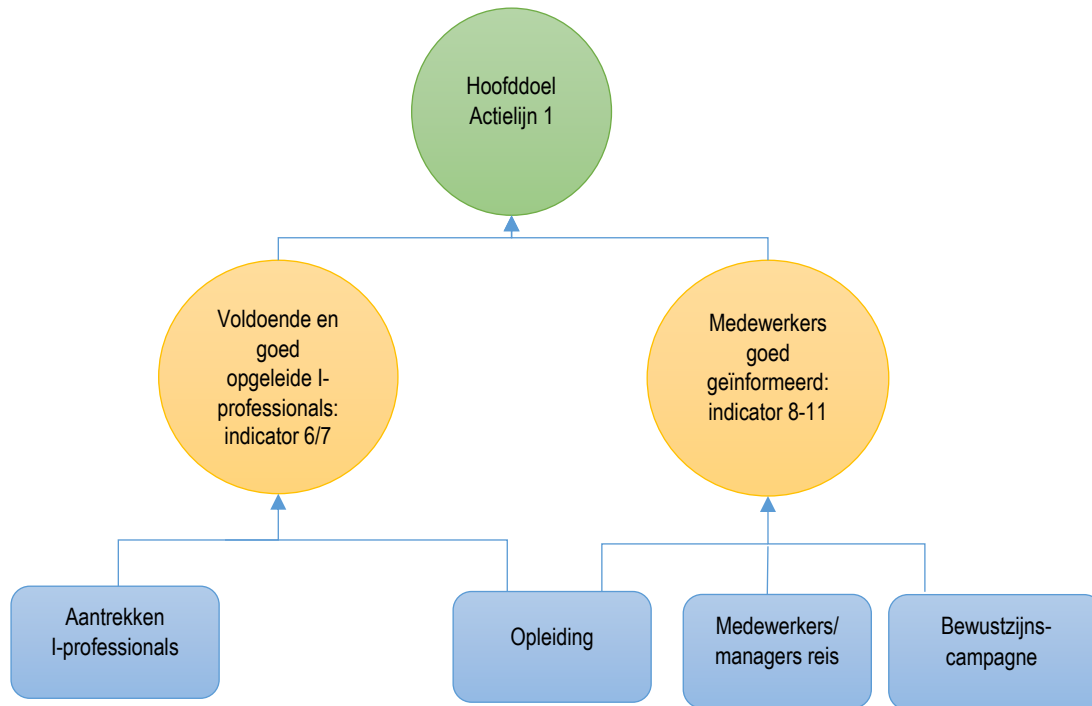 Hoofddoel
Actielijn 1
Voldoende en
goed
opgeleide I-
professionals:
indicator 6/7
Medewerkers
goed
geïnformeerd:
indicator 8-11
Aantrekken
I-professionals
Opleiding
Medewerkers/
managers reis
Bewustzijns-
campagne